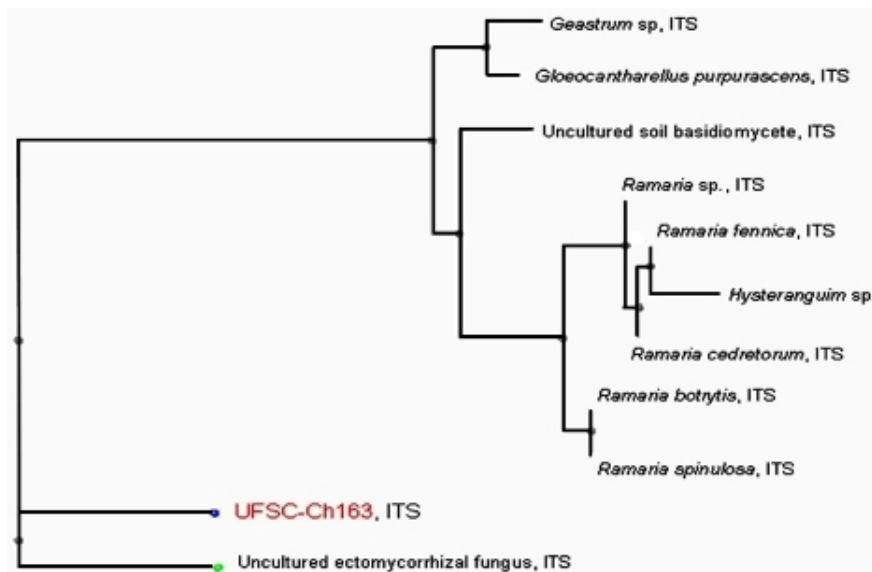 Geastrum sp, ITS
Gloeocantharellus purpurascens, ITS
Uncultured soil basidiomycete, ITS
Ramaria sp., ITS
Ramaria fennica, ITS
Hysteranguim sp
Ramaria cedretorum, ITS
Ramaria botrytis, ITS
Ramaria spinulosa, ITS
UFSC-Ch163, ITS
Uncultured ectomycorrhizal fungus, ITS